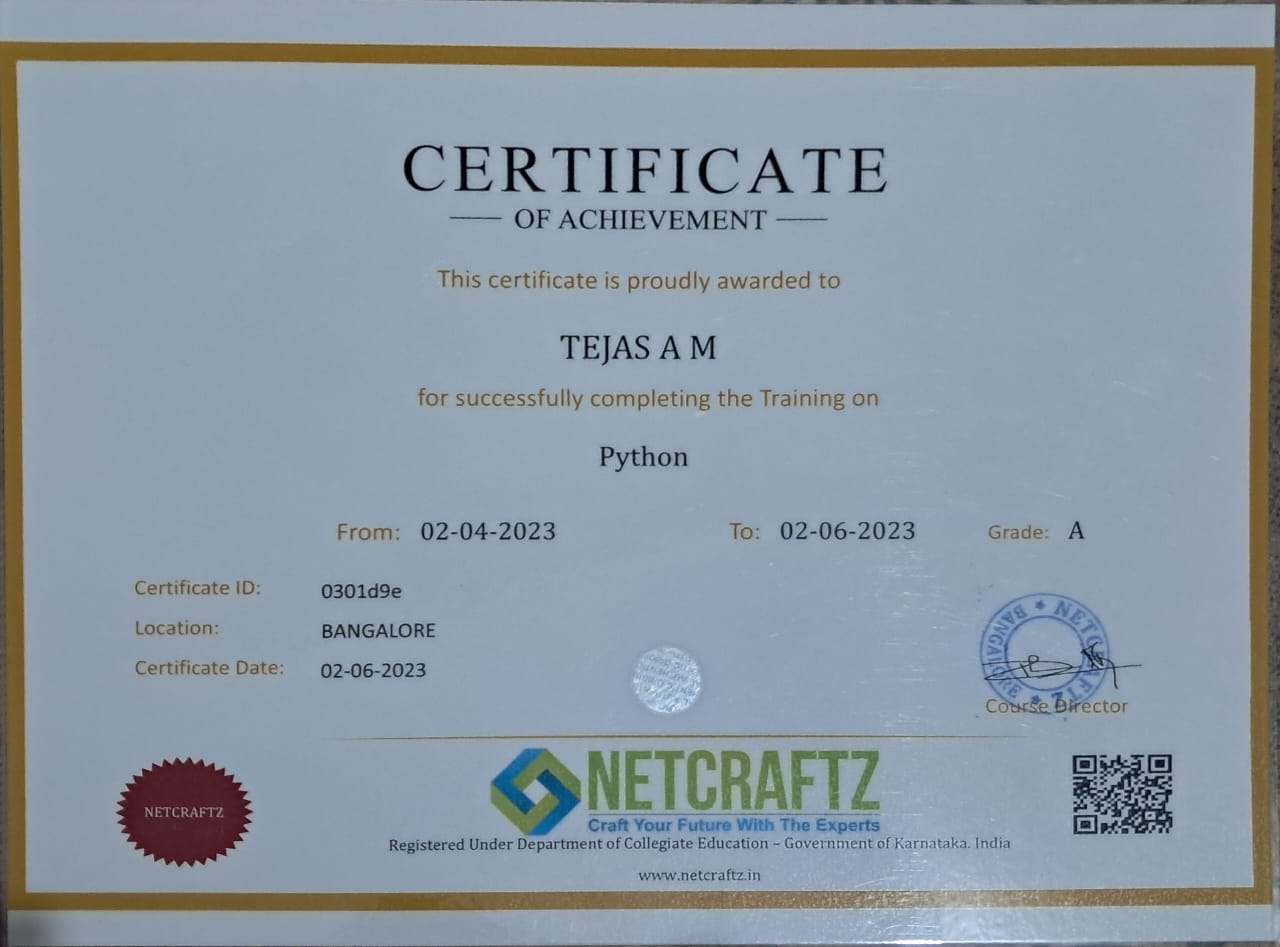 CERTIFICATE
OF ACHIEVEMENT
This certificate is proudly awarded to
TEJAS A M
for successfully completing the Training on
Python
From: 02-04-2023 To: 02-06-2023 Grade: A
Certificate ID: 0301d9e
Location: BANGALORE
Certificate Date: 02-06-2023
NETCRAFTZ ★ BANGALORE ★
Course Director
NETCRAFTZ
NETCRAFTZ
Craft Your Future With The Experts
Registered Under Department of Collegiate Education – Government of Karnataka. India
www.netcraftz.in